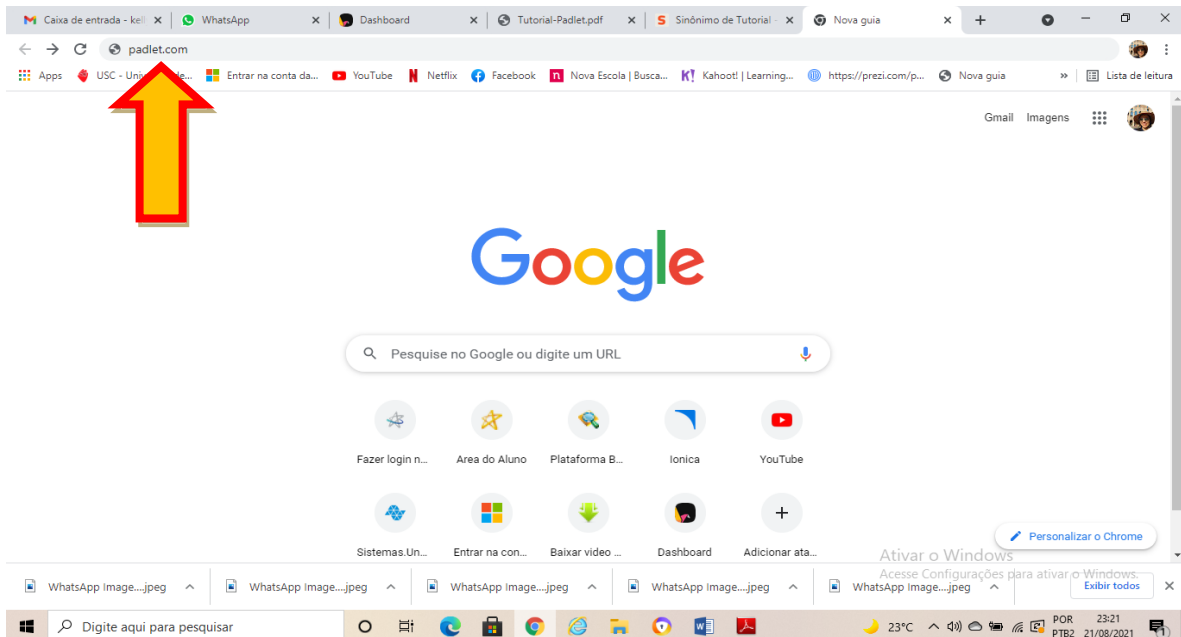 Caixa de entrada - kell
WhatsApp
Dashboard
Tutorial-Padlet.pdf
Sinônimo de Tutorial -
Nova guia
padlet.com
Apps
USC - Uni
Entrar na conta da...
YouTube
Netflix
Facebook
Nova Escola | Busca...
Kahoot! | Learning...
https://prezi.com/p...
Nova guia
»
Lista de leitura
Gmail
Imagens
Google
Pesquise no Google ou digite um URL
Fazer login n...
Area do Aluno
Plataforma B...
Ionica
YouTube
Sistemas.Un...
Entrar na con...
Baixar video ...
Dashboard
Adicionar ata...
Personalizar o Chrome
Ativar o Windows
Acesse Configurações para ativar o Windows.
WhatsApp Image....jpeg
WhatsApp Image....jpeg
WhatsApp Image....jpeg
WhatsApp Image....jpeg
WhatsApp Image....jpeg
Exibir todos
Digite aqui para pesquisar
23°C
POR
PTB2
23:21
21/08/2021